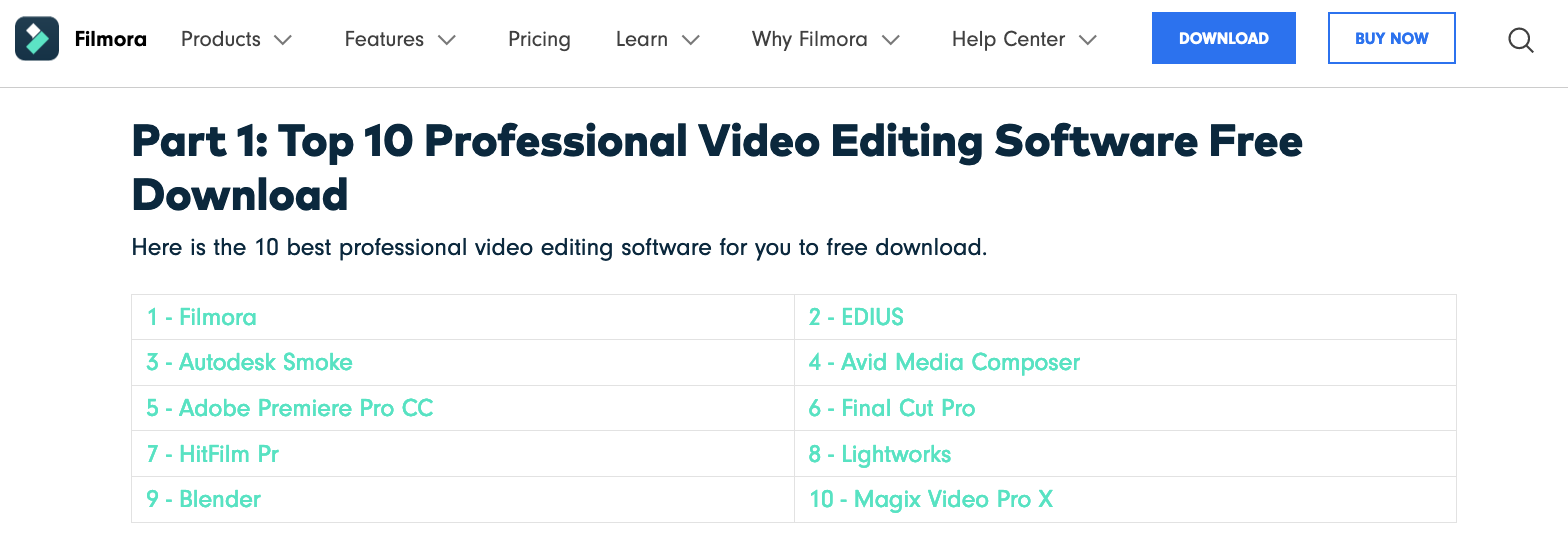 Filmora Products Features Pricing Learn Why Filmora Help Center DOWNLOAD BUY NOW
Part 1: Top 10 Professional Video Editing Software Free
Download
Here is the 10 best professional video editing software for you to free download.
1 - Filmora 2 - EDIUS
3 - Autodesk Smoke 4 - Avid Media Composer
5 - Adobe Premiere Pro CC 6 - Final Cut Pro
7 - HitFilm Pr 8 - Lightworks
9 - Blender 10 - Magix Video Pro X